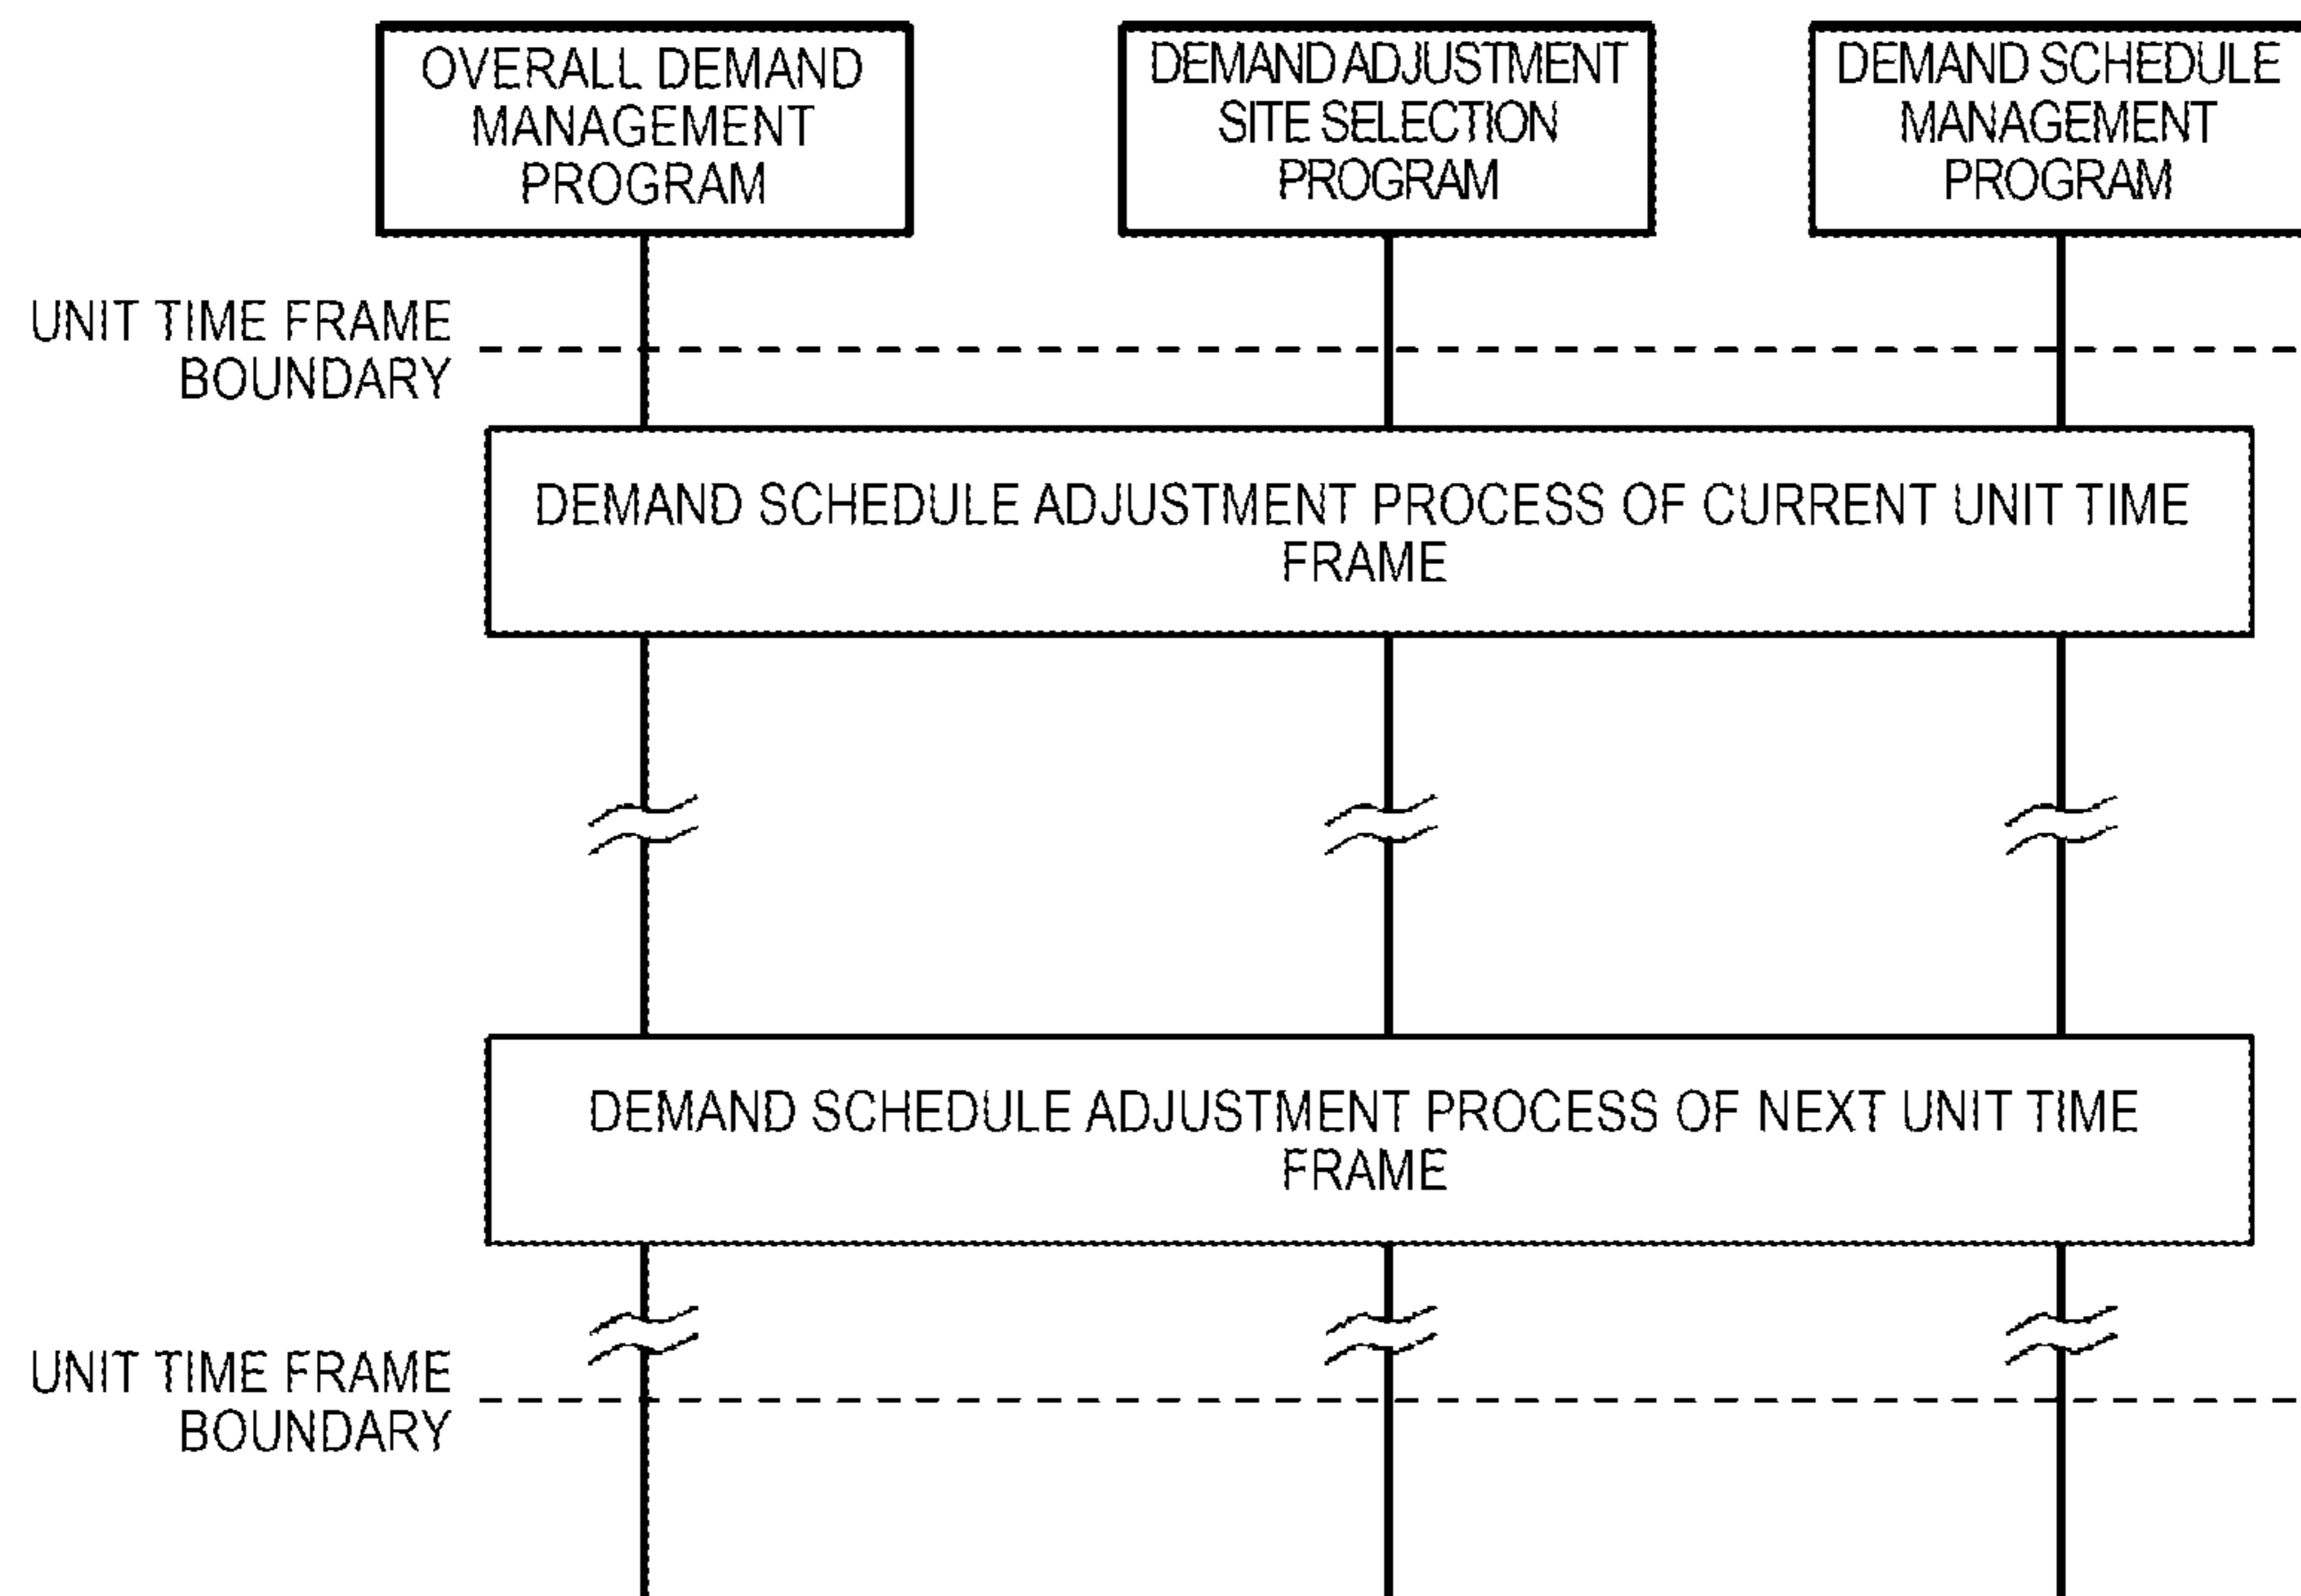 OVERALL DEMAND
MANAGEMENT
PROGRAM
DEMAND ADJUSTMENT
SITE SELECTION
PROGRAM
DEMAND SCHEDULE
MANAGEMENT
PROGRAM
UNIT TIME FRAME
BOUNDARY
DEMAND SCHEDULE ADJUSTMENT PROCESS OF CURRENT UNIT TIME
FRAME
DEMAND SCHEDULE ADJUSTMENT PROCESS OF NEXT UNIT TIME
FRAME
UNIT TIME FRAME
BOUNDARY